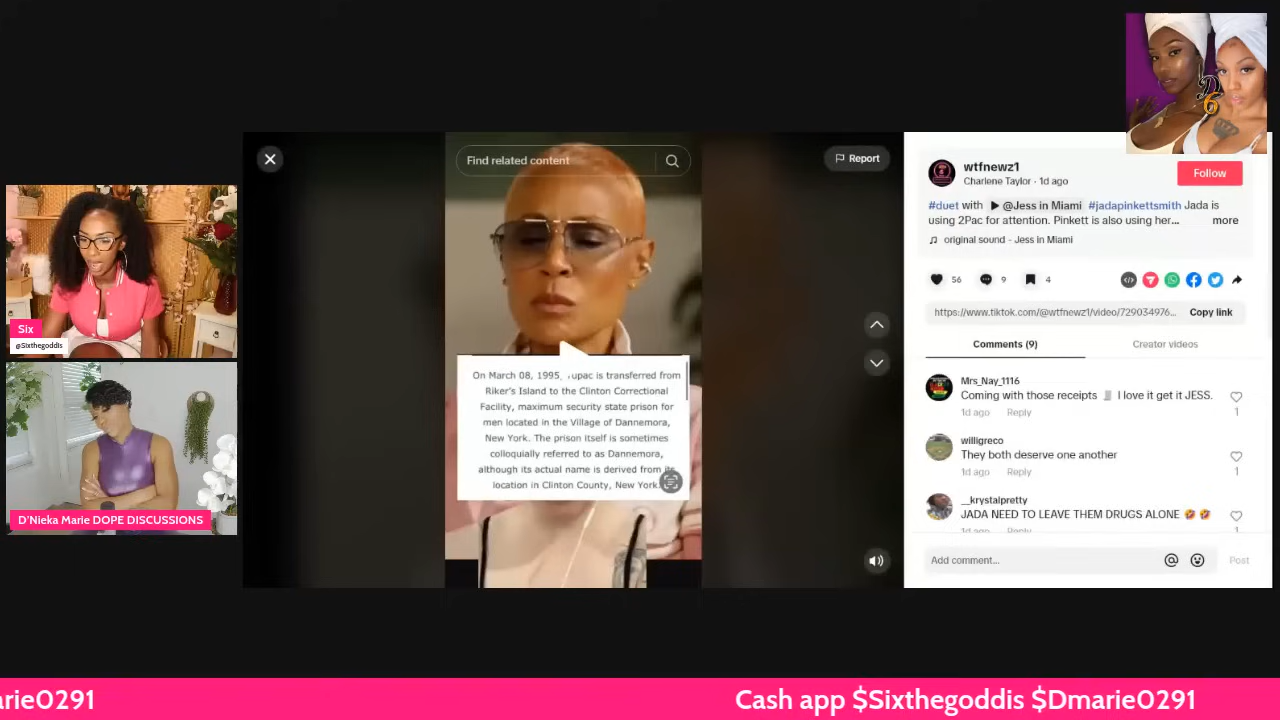 Find related content
Report
wtfnewz1
Charlene Taylor · 1d ago
Follow
#duet with ▶ @Jess in Miami #jadapinkettsmith Jada is
using 2Pac for attention. Pinkett is also using her... more
♫ original sound - Jess in Miami
56 9 4
https://www.tiktok.com/@wtfnewz1/video/729034976... Copy link
Comments (9) Creator videos
Mrs_Nay_1116
Coming with those receipts 🧾 I love it get it JESS.
1d ago Reply 1
willigreco
They both deserve one another
1d ago Reply 1
__krystalpretty
JADA NEED TO LEAVE THEM DRUGS ALONE 🤣 🤣
1d ago Reply 1
Add comment... Post
On March 08, 1995, upac is transferred from
Riker's Island to the Clinton Correctional
Facility, maximum security state prison for
men located in the Village of Dannemora,
New York. The prison itself is sometimes
colloquially referred to as Dannemora,
although its actual name is derived from its
location in Clinton County, New York.
Six
@Sixthegoddis
D'Nieka Marie DOPE DISCUSSIONS
D
6
arie0291 Cash app $Sixthegoddis $Dmarie0291